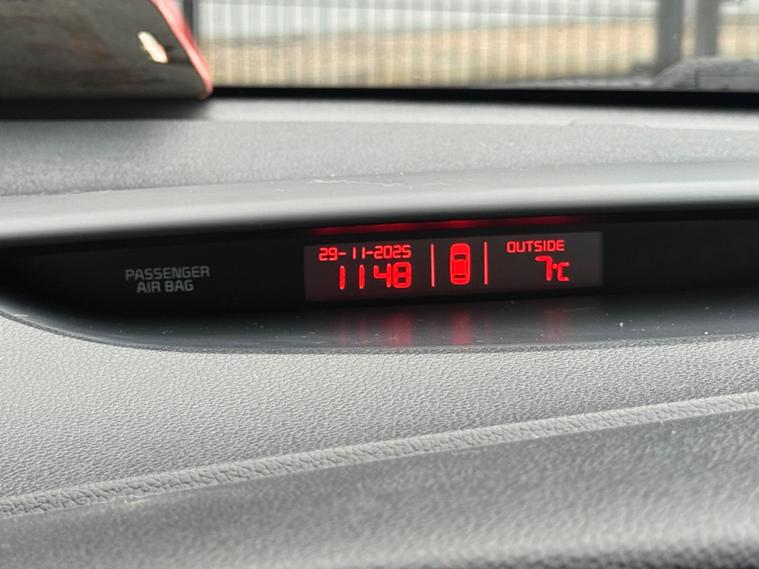 PASSENGER
AIR BAG
29-11-2025
1148
OUTSIDE
7°C